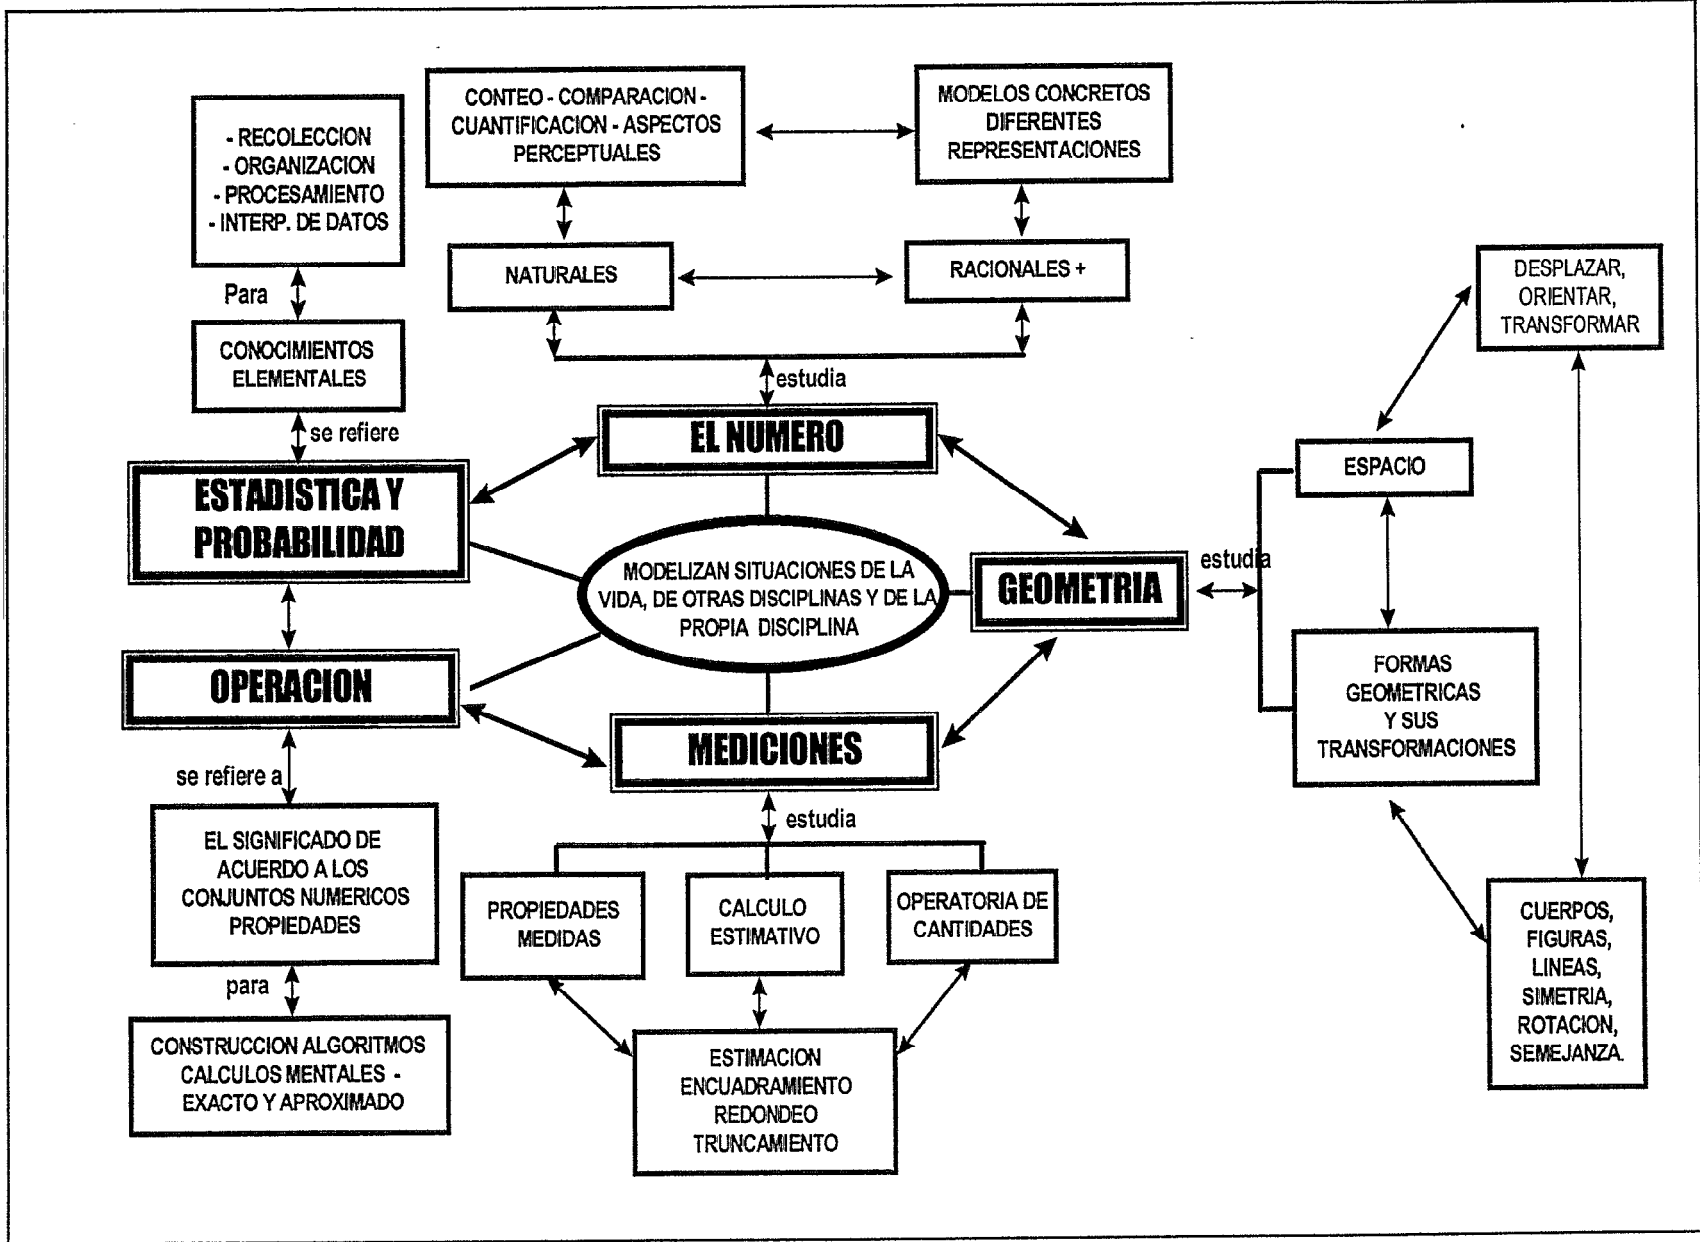 CONTEO - COMPARACION -
CUANTIFICACION - ASPECTOS
PERCEPTUALES
MODELOS CONCRETOS
DIFERENTES
REPRESENTACIONES
- RECOLECCION
- ORGANIZACION
- PROCESAMIENTO
- INTERP. DE DATOS
NATURALES
RACIONALES +
DESPLAZAR,
ORIENTAR,
TRANSFORMAR
Para
CONOCIMIENTOS
ELEMENTALES
estudia
se refiere
EL NUMERO
ESPACIO
ESTADISTICA Y
PROBABILIDAD
MODELIZAN SITUACIONES DE LA
VIDA, DE OTRAS DISCIPLINAS Y DE LA
PROPIA DISCIPLINA
GEOMETRIA
estudia
OPERACION
MEDICIONES
FORMAS
GEOMETRICAS
Y SUS
TRANSFORMACIONES
se refiere a
estudia
EL SIGNIFICADO DE
ACUERDO A LOS
CONJUNTOS NUMERICOS
PROPIEDADES
PROPIEDADES
MEDIDAS
CALCULO
ESTIMATIVO
OPERATORIA DE
CANTIDADES
CUERPOS,
FIGURAS,
LINEAS,
SIMETRIA,
ROTACION,
SEMEJANZA.
para
CONSTRUCCION ALGORITMOS
CALCULOS MENTALES -
EXACTO Y APROXIMADO
ESTIMACION
ENCUADRAMIENTO
REDONDEO
TRUNCAMIENTO